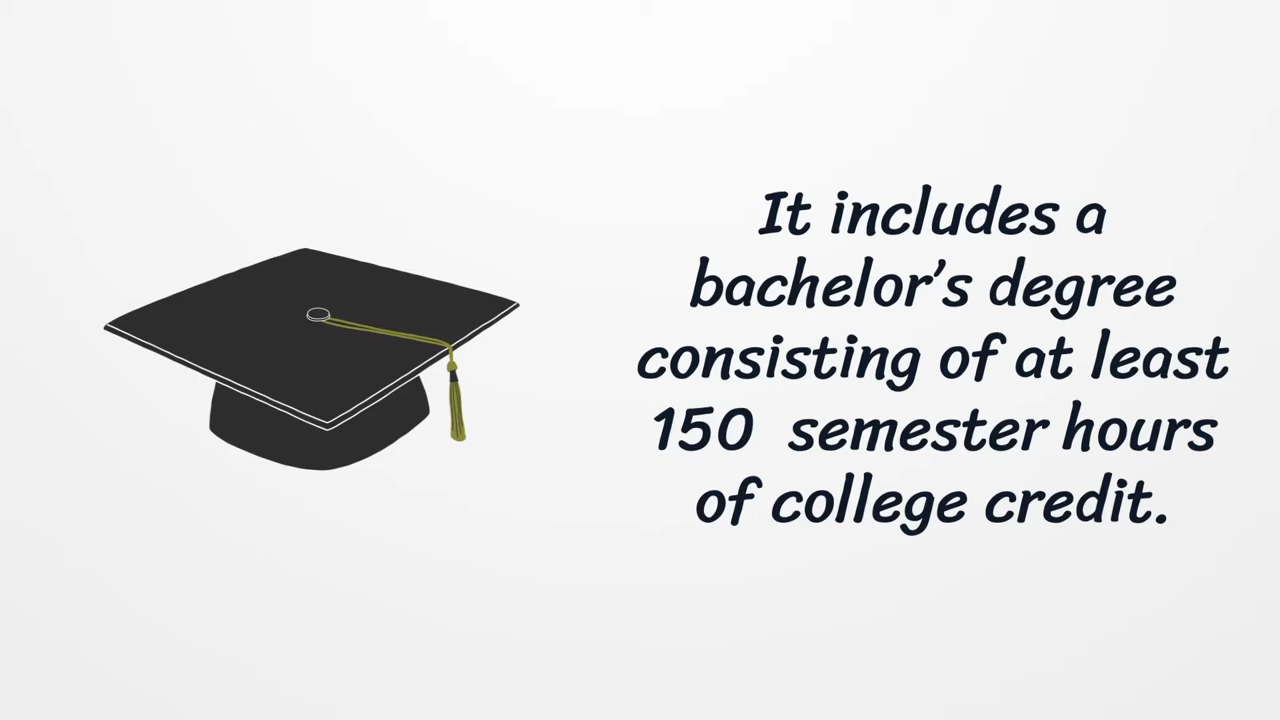 It includes a
bachelor’s degree
consisting of at least
150  semester hours
of college credit.